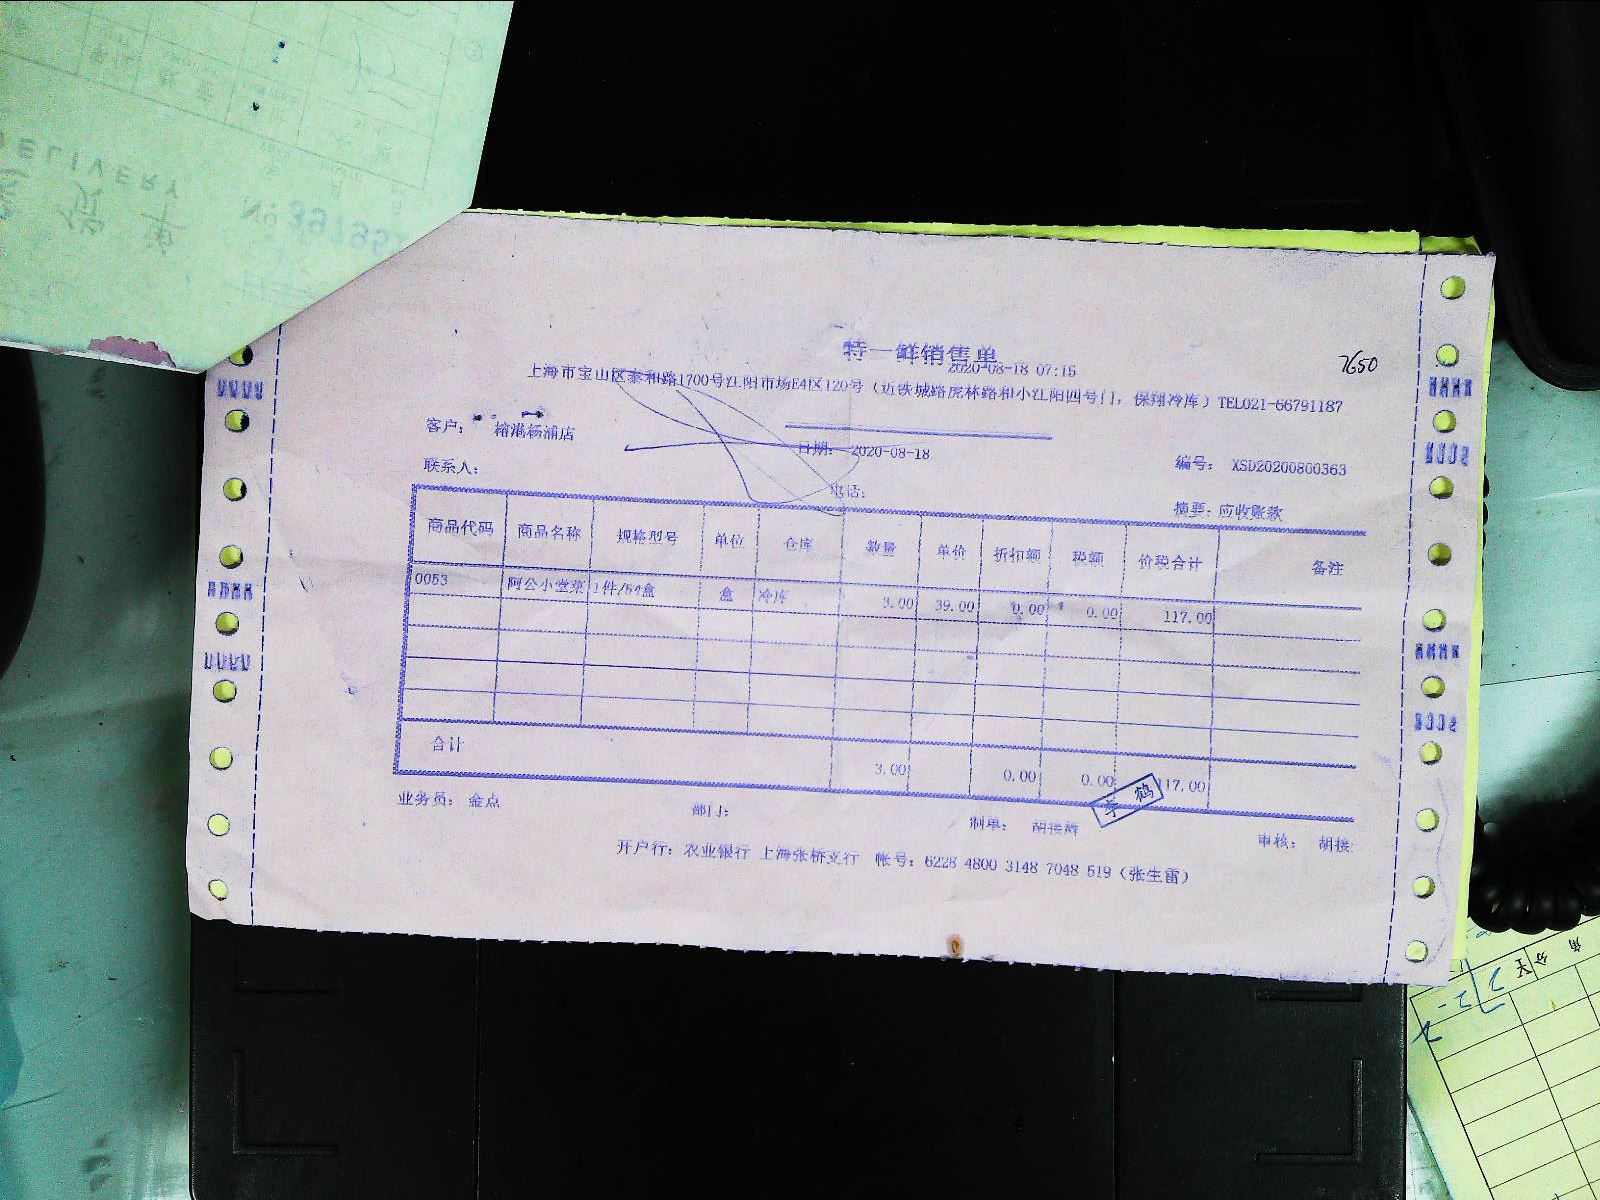 特一鲜销售单
2020-08-18 07:15
7650
上海市宝山区泰和路1700号江阳市场E4区120号（近铁城路虎林路和小江阳四号门，保翔冷库）TEL021-66791187
客户： 榕港杨浦店 日期： 2020-08-18 编号： XSD20200800363
联系人： 电话： 摘要：应收账款
商品代码 商品名称 规格型号 单位 仓库 数量 单价 折扣额 税额 价税合计 备注
0053 阿公小堂菜 1件/54盒 盒 冷库 3.00 39.00 0.00 0.00 117.00
合计 3.00 0.00 0.00 117.00
李 鹤
业务员： 金点 部门： 制单： 胡接辉 审核： 胡接
开户行：农业银行 上海张桥支行 帐号：6228 4800 3148 7048 519（张生雷）